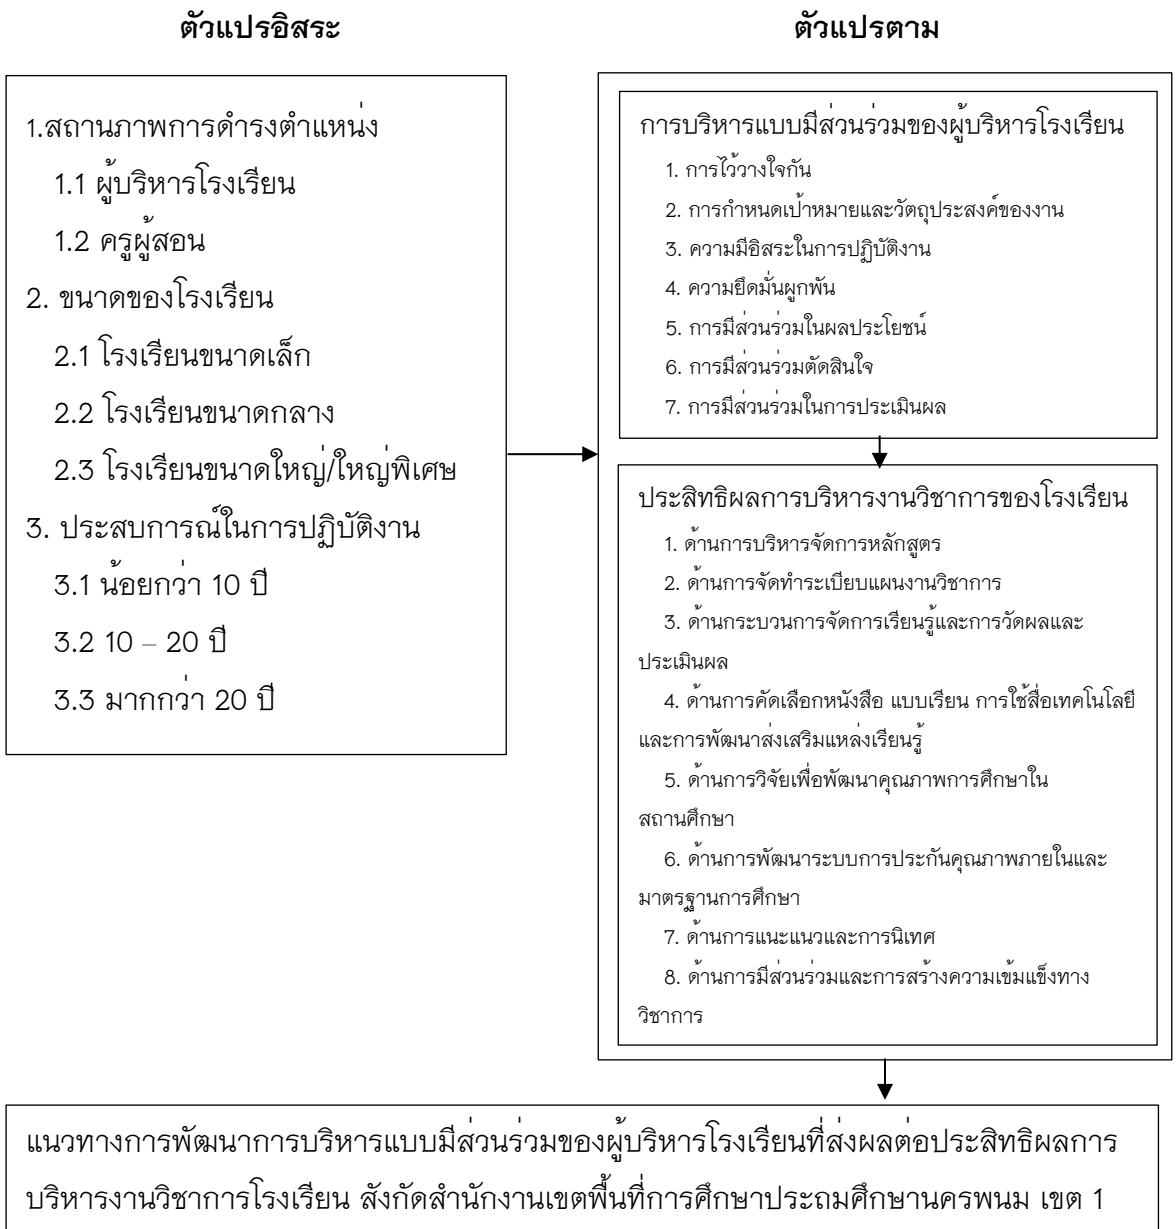 ตัวแปรอิสระ
ตัวแปรตาม
1.สถานภาพการดำรงตำแหน่ง
1.1 ผู้บริหารโรงเรียน
1.2 ครูผู้สอน
2. ขนาดของโรงเรียน
2.1 โรงเรียนขนาดเล็ก
2.2 โรงเรียนขนาดกลาง
2.3 โรงเรียนขนาดใหญ่/ใหญ่พิเศษ
3. ประสบการณ์ในการปฏิบัติงาน
3.1 น้อยกว่า 10 ปี
3.2 10 – 20 ปี
3.3 มากกว่า 20 ปี
การบริหารแบบมีส่วนร่วมของผู้บริหารโรงเรียน
1. การไว้วางใจกัน
2. การกำหนดเป้าหมายและวัตถุประสงค์ของงาน
3. ความมีอิสระในการปฏิบัติงาน
4. ความยึดมั่นผูกพัน
5. การมีส่วนร่วมในผลประโยชน์
6. การมีส่วนร่วมตัดสินใจ
7. การมีส่วนร่วมในการประเมินผล
ประสิทธิผลการบริหารงานวิชาการของโรงเรียน
1. ด้านการบริหารจัดการหลักสูตร
2. ด้านการจัดทำระเบียบแผนงานวิชาการ
3. ด้านกระบวนการจัดการเรียนรู้และการวัดผลและ
ประเมินผล
4. ด้านการคัดเลือกหนังสือ แบบเรียน การใช้สื่อเทคโนโลยี
และการพัฒนาส่งเสริมแหล่งเรียนรู้
5. ด้านการวิจัยเพื่อพัฒนาคุณภาพการศึกษาใน
สถานศึกษา
6. ด้านการพัฒนาระบบการประกันคุณภาพภายในและ
มาตรฐานการศึกษา
7. ด้านการแนะแนวและการนิเทศ
8. ด้านการมีส่วนร่วมและการสร้างความเข้มแข็งทาง
วิชาการ
แนวทางการพัฒนาการบริหารแบบมีส่วนร่วมของผู้บริหารโรงเรียนที่ส่งผลต่อประสิทธิผลการ
บริหารงานวิชาการโรงเรียน สังกัดสำนักงานเขตพื้นที่การศึกษาประถมศึกษานครพนม เขต 1